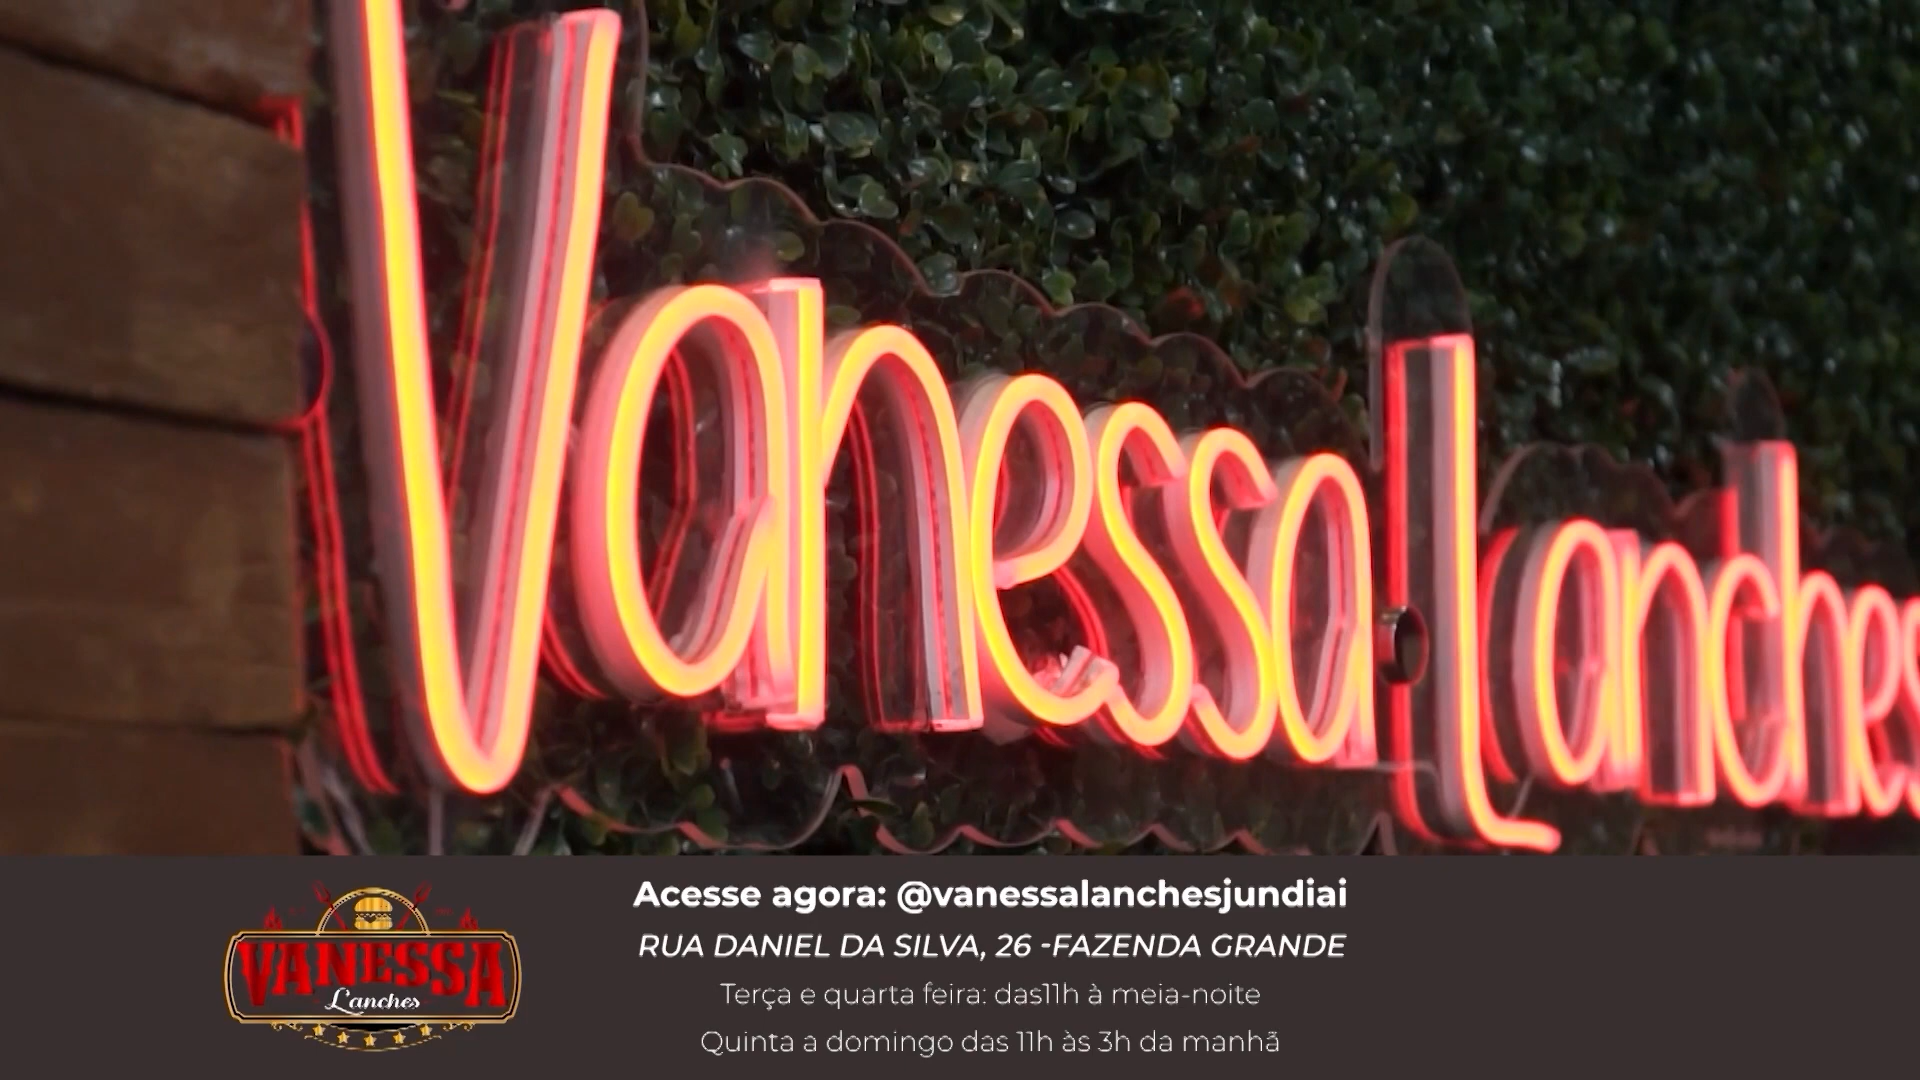 Vanessa Lanches
Acesse agora: @vanessalanchesjundiai
RUA DANIEL DA SILVA, 26 -FAZENDA GRANDE
Terça e quarta feira: das11h à meia-noite
Quinta a domingo das 11h às 3h da manhã
VANESSA
Lanches